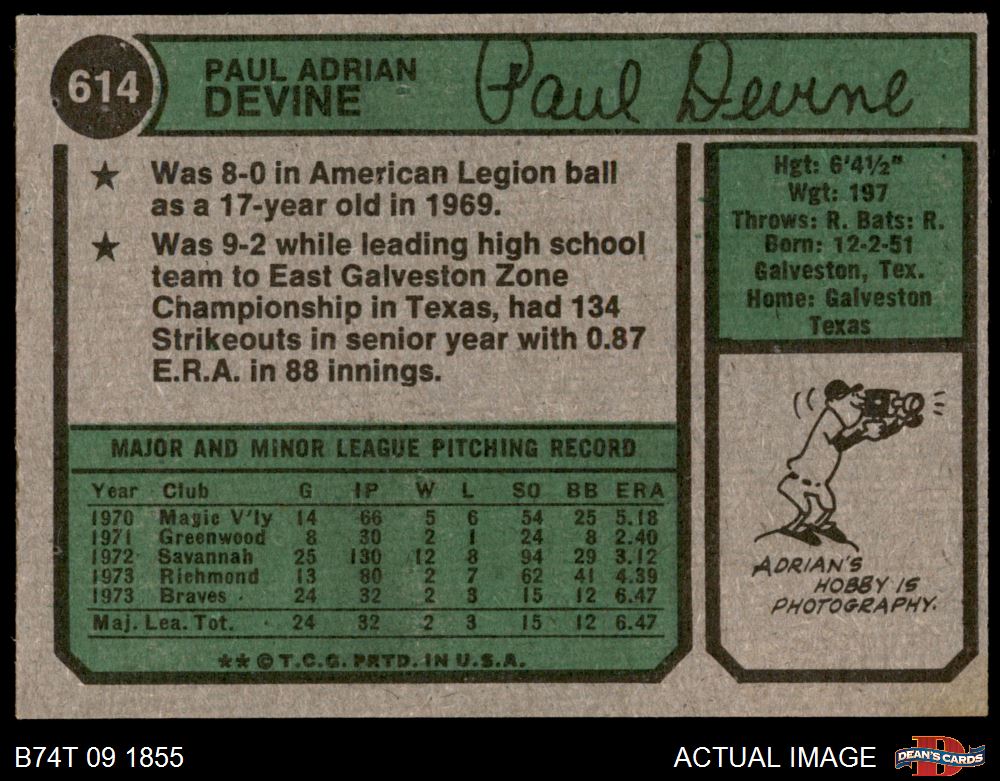 614
PAUL ADRIAN
DEVINE
Paul Devine
★ Was 8-0 in American Legion ball
as a 17-year old in 1969.
★ Was 9-2 while leading high school
team to East Galveston Zone
Championship in Texas, had 134
Strikeouts in senior year with 0.87
E.R.A. in 88 innings.
Hgt: 6'4½"
Wgt: 197
Throws: R. Bats: R.
Born: 12-2-51
Galveston, Tex.
Home: Galveston
Texas
MAJOR AND MINOR LEAGUE PITCHING RECORD
Year Club G IP W L SO BB ERA
1970 Magic V'ly 14 66 5 6 54 25 5.18
1971 Greenwood 8 30 2 1 24 8 2.40
1972 Savannah 25 130 12 8 94 29 3.12
1973 Richmond 13 80 2 7 62 41 4.39
1973 Braves 24 32 2 3 15 12 6.47
Maj. Lea. Tot. 24 32 2 3 15 12 6.47
★★ © T.C.G. PRTD. IN U.S.A.
ADRIAN'S
HOBBY IS
PHOTOGRAPHY.
B74T 09 1855
ACTUAL IMAGE
D
DEAN'S CARDS